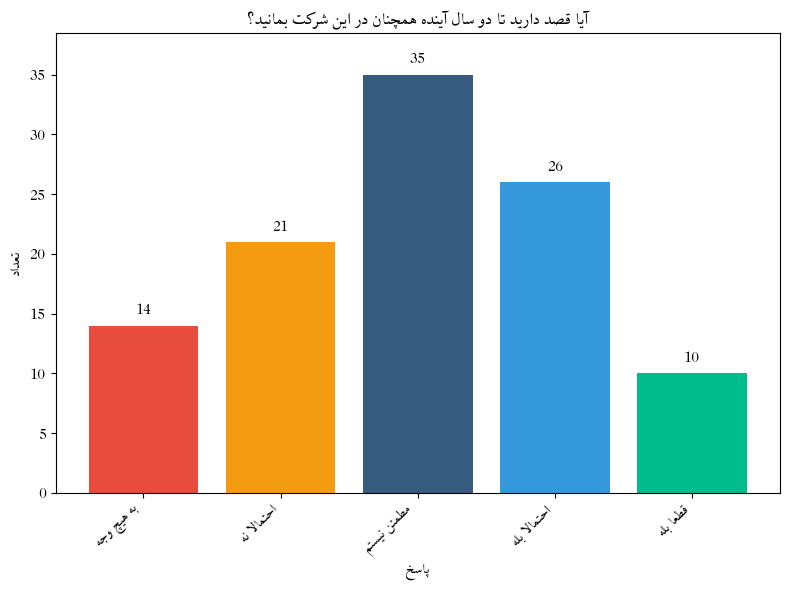 آیا قصد دارید تا دو سال آینده همچنان در این شرکت بمانید؟
تعداد
35
30
25
20
15
10
5
0
14
21
35
26
10
به هیچ وجه
احتمالا نه
مطمئن نیستم
احتمالا بله
قطعا بله
پاسخ